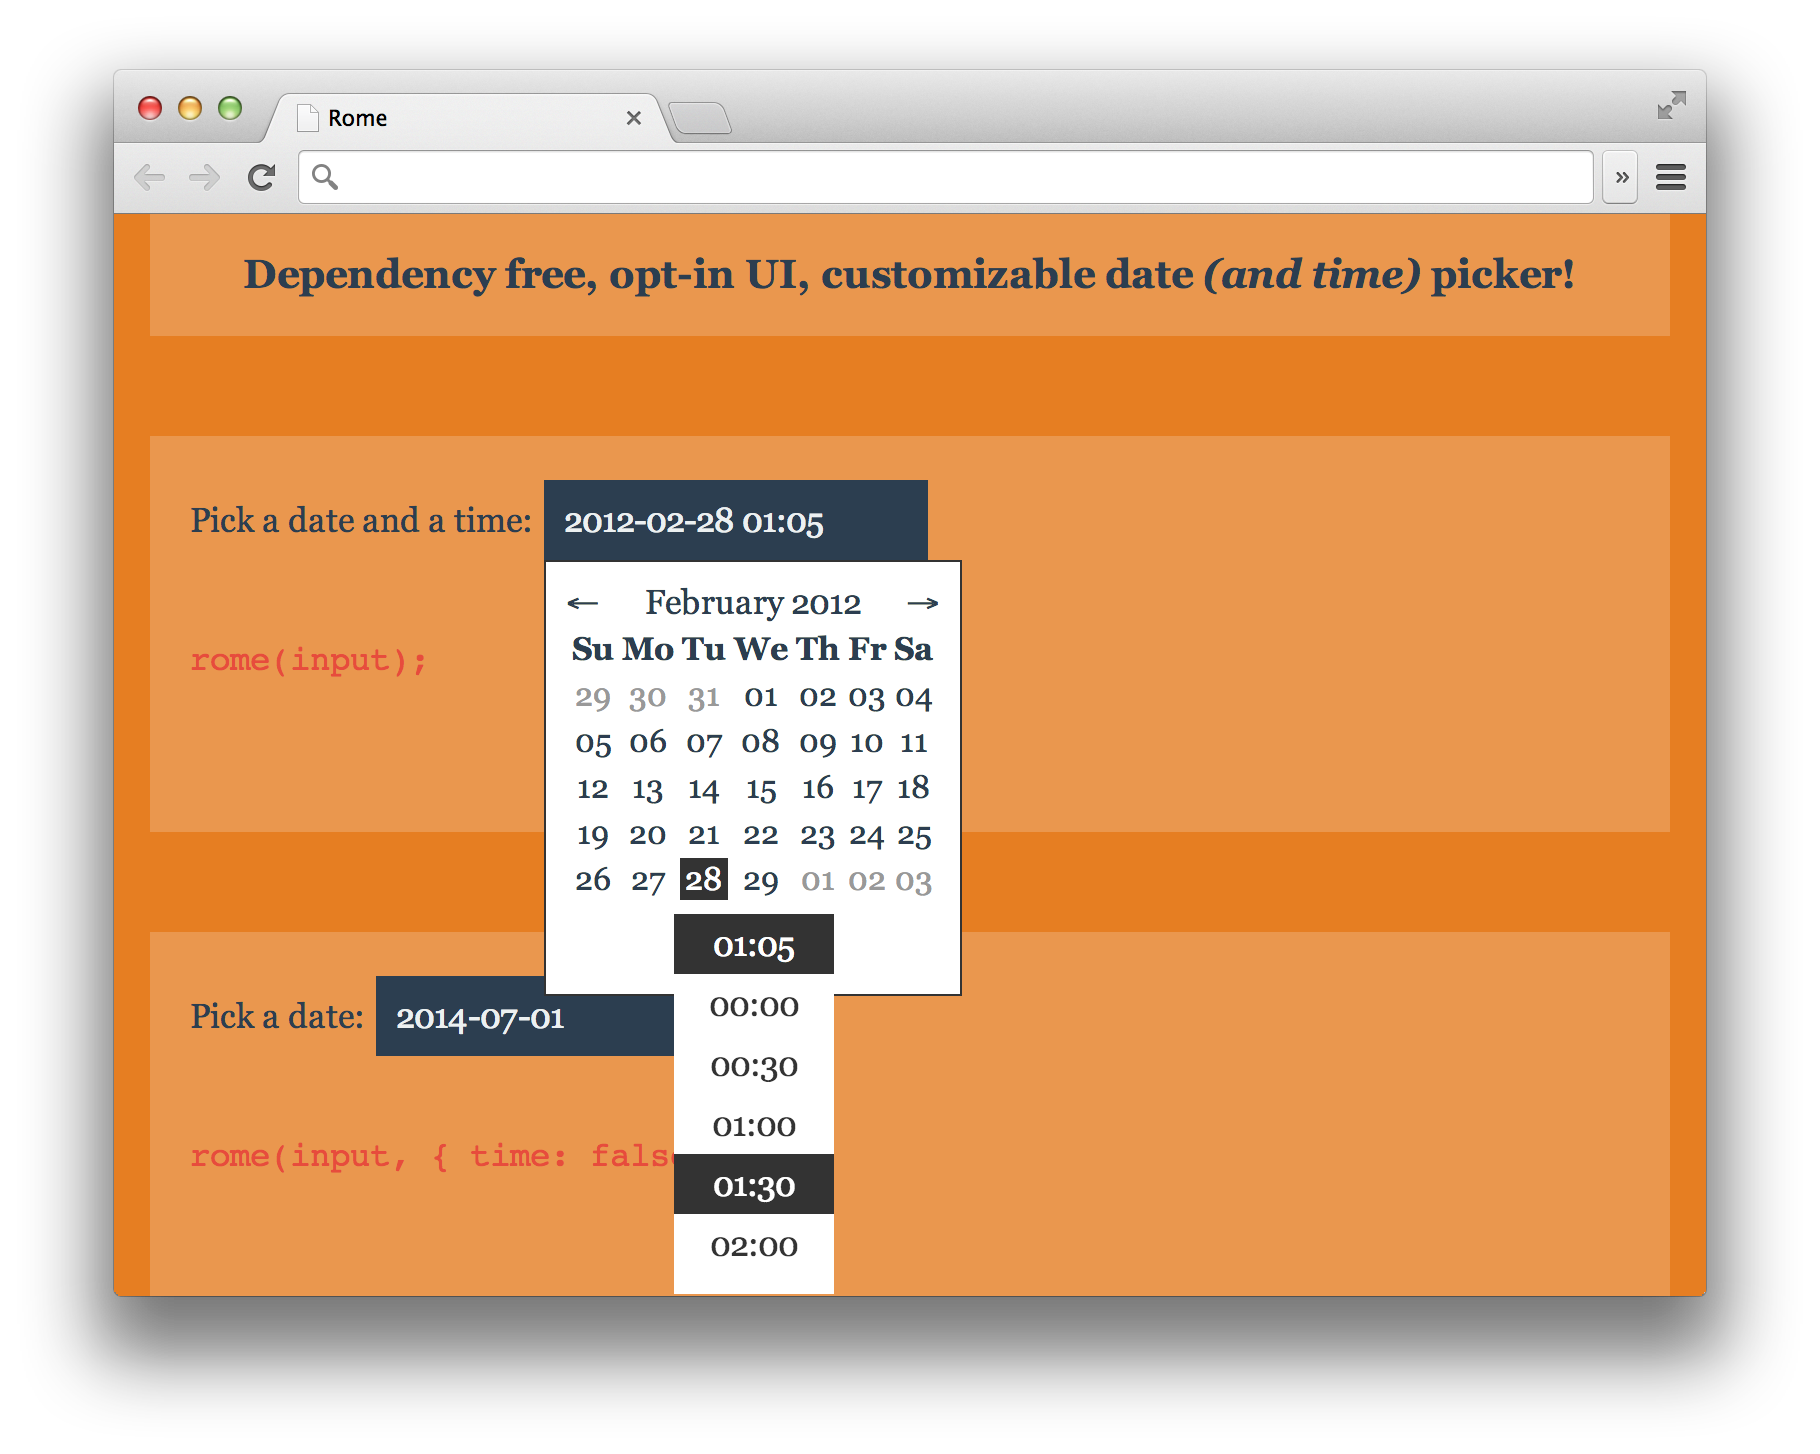 Rome
Dependency free, opt-in UI, customizable date (and time) picker!
Pick a date and a time: 2012-02-28 01:05
← February 2012 →
Su Mo Tu We Th Fr Sa
29 30 31 01 02 03 04
05 06 07 08 09 10 11
12 13 14 15 16 17 18
19 20 21 22 23 24 25
26 27 28 29 01 02 03
rome(input);
01:05
00:00
00:30
01:00
01:30
02:00
Pick a date: 2014-07-01
rome(input, { time: fals